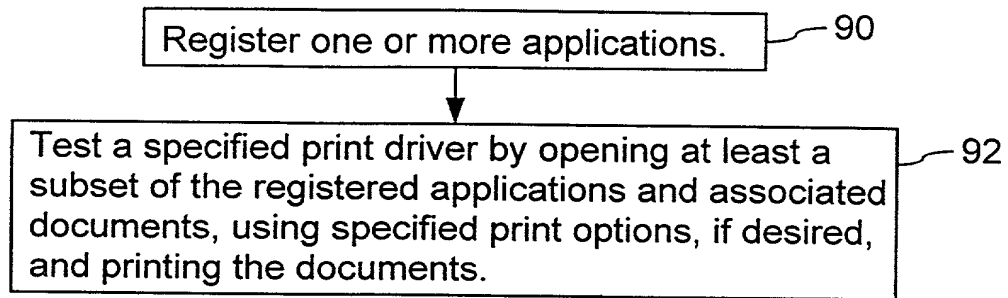 Register one or more applications.
90
Test a specified print driver by opening at least a
subset of the registered applications and associated
documents, using specified print options, if desired,
and printing the documents.
92